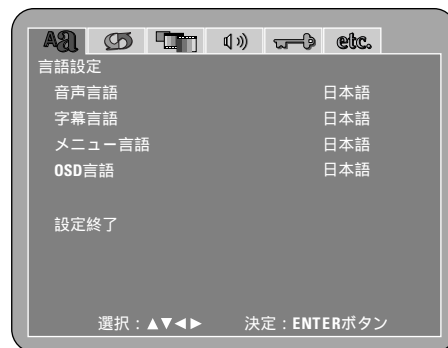 Aa etc.
言語設定
音声言語 日本語
字幕言語 日本語
メニュー言語 日本語
OSD言語 日本語
設定終了
選択：▲▼◀▶ 決定：ENTERボタン